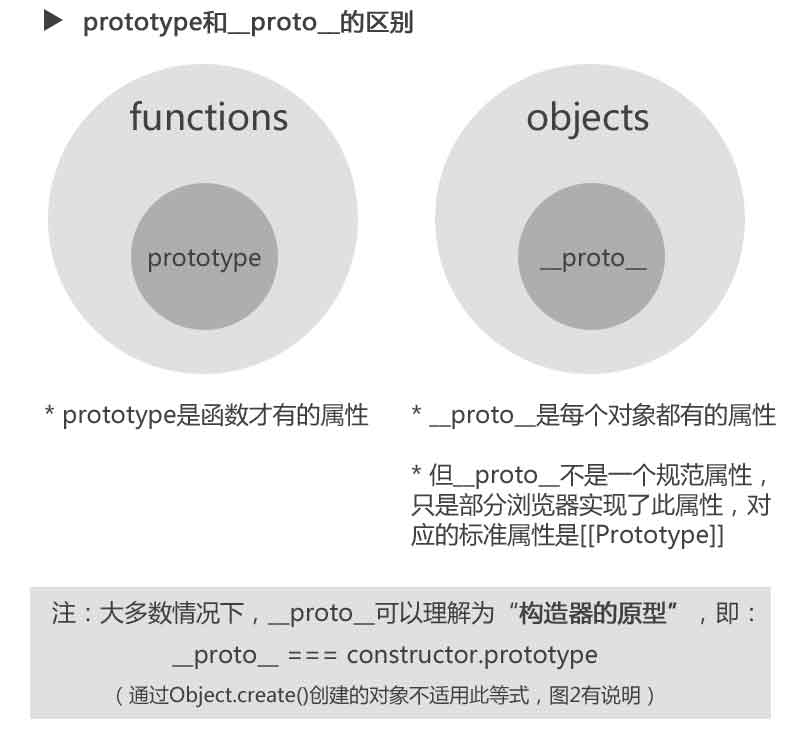 ▶ prototype和__proto__的区别
functions
objects
prototype
__proto__
* prototype是函数才有的属性
* __proto__是每个对象都有的属性
* 但__proto__不是一个规范属性，
只是部分浏览器实现了此属性，对
应的标准属性是[[Prototype]]
注：大多数情况下，__proto__可以理解为“构造器的原型”，即：
__proto__ === constructor.prototype
（通过Object.create()创建的对象不适用此等式，图2有说明）